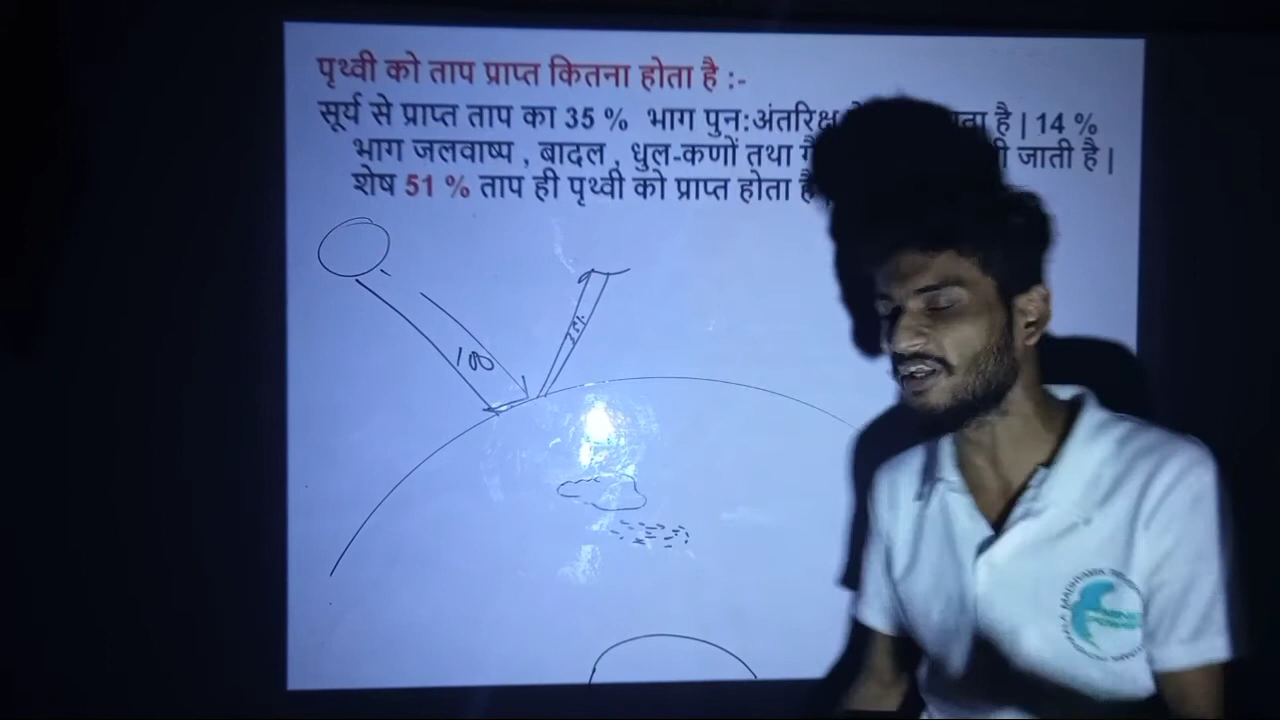 पृथ्वी को ताप प्राप्त कितना होता है :-
सूर्य से प्राप्त ताप का 35 % भाग पुन:अंतरिक्ष है | 14 %
भाग जलवाष्प , बादल , धुल-कणों तथा जाती है |
शेष 51 % ताप ही पृथ्वी को प्राप्त होता
100